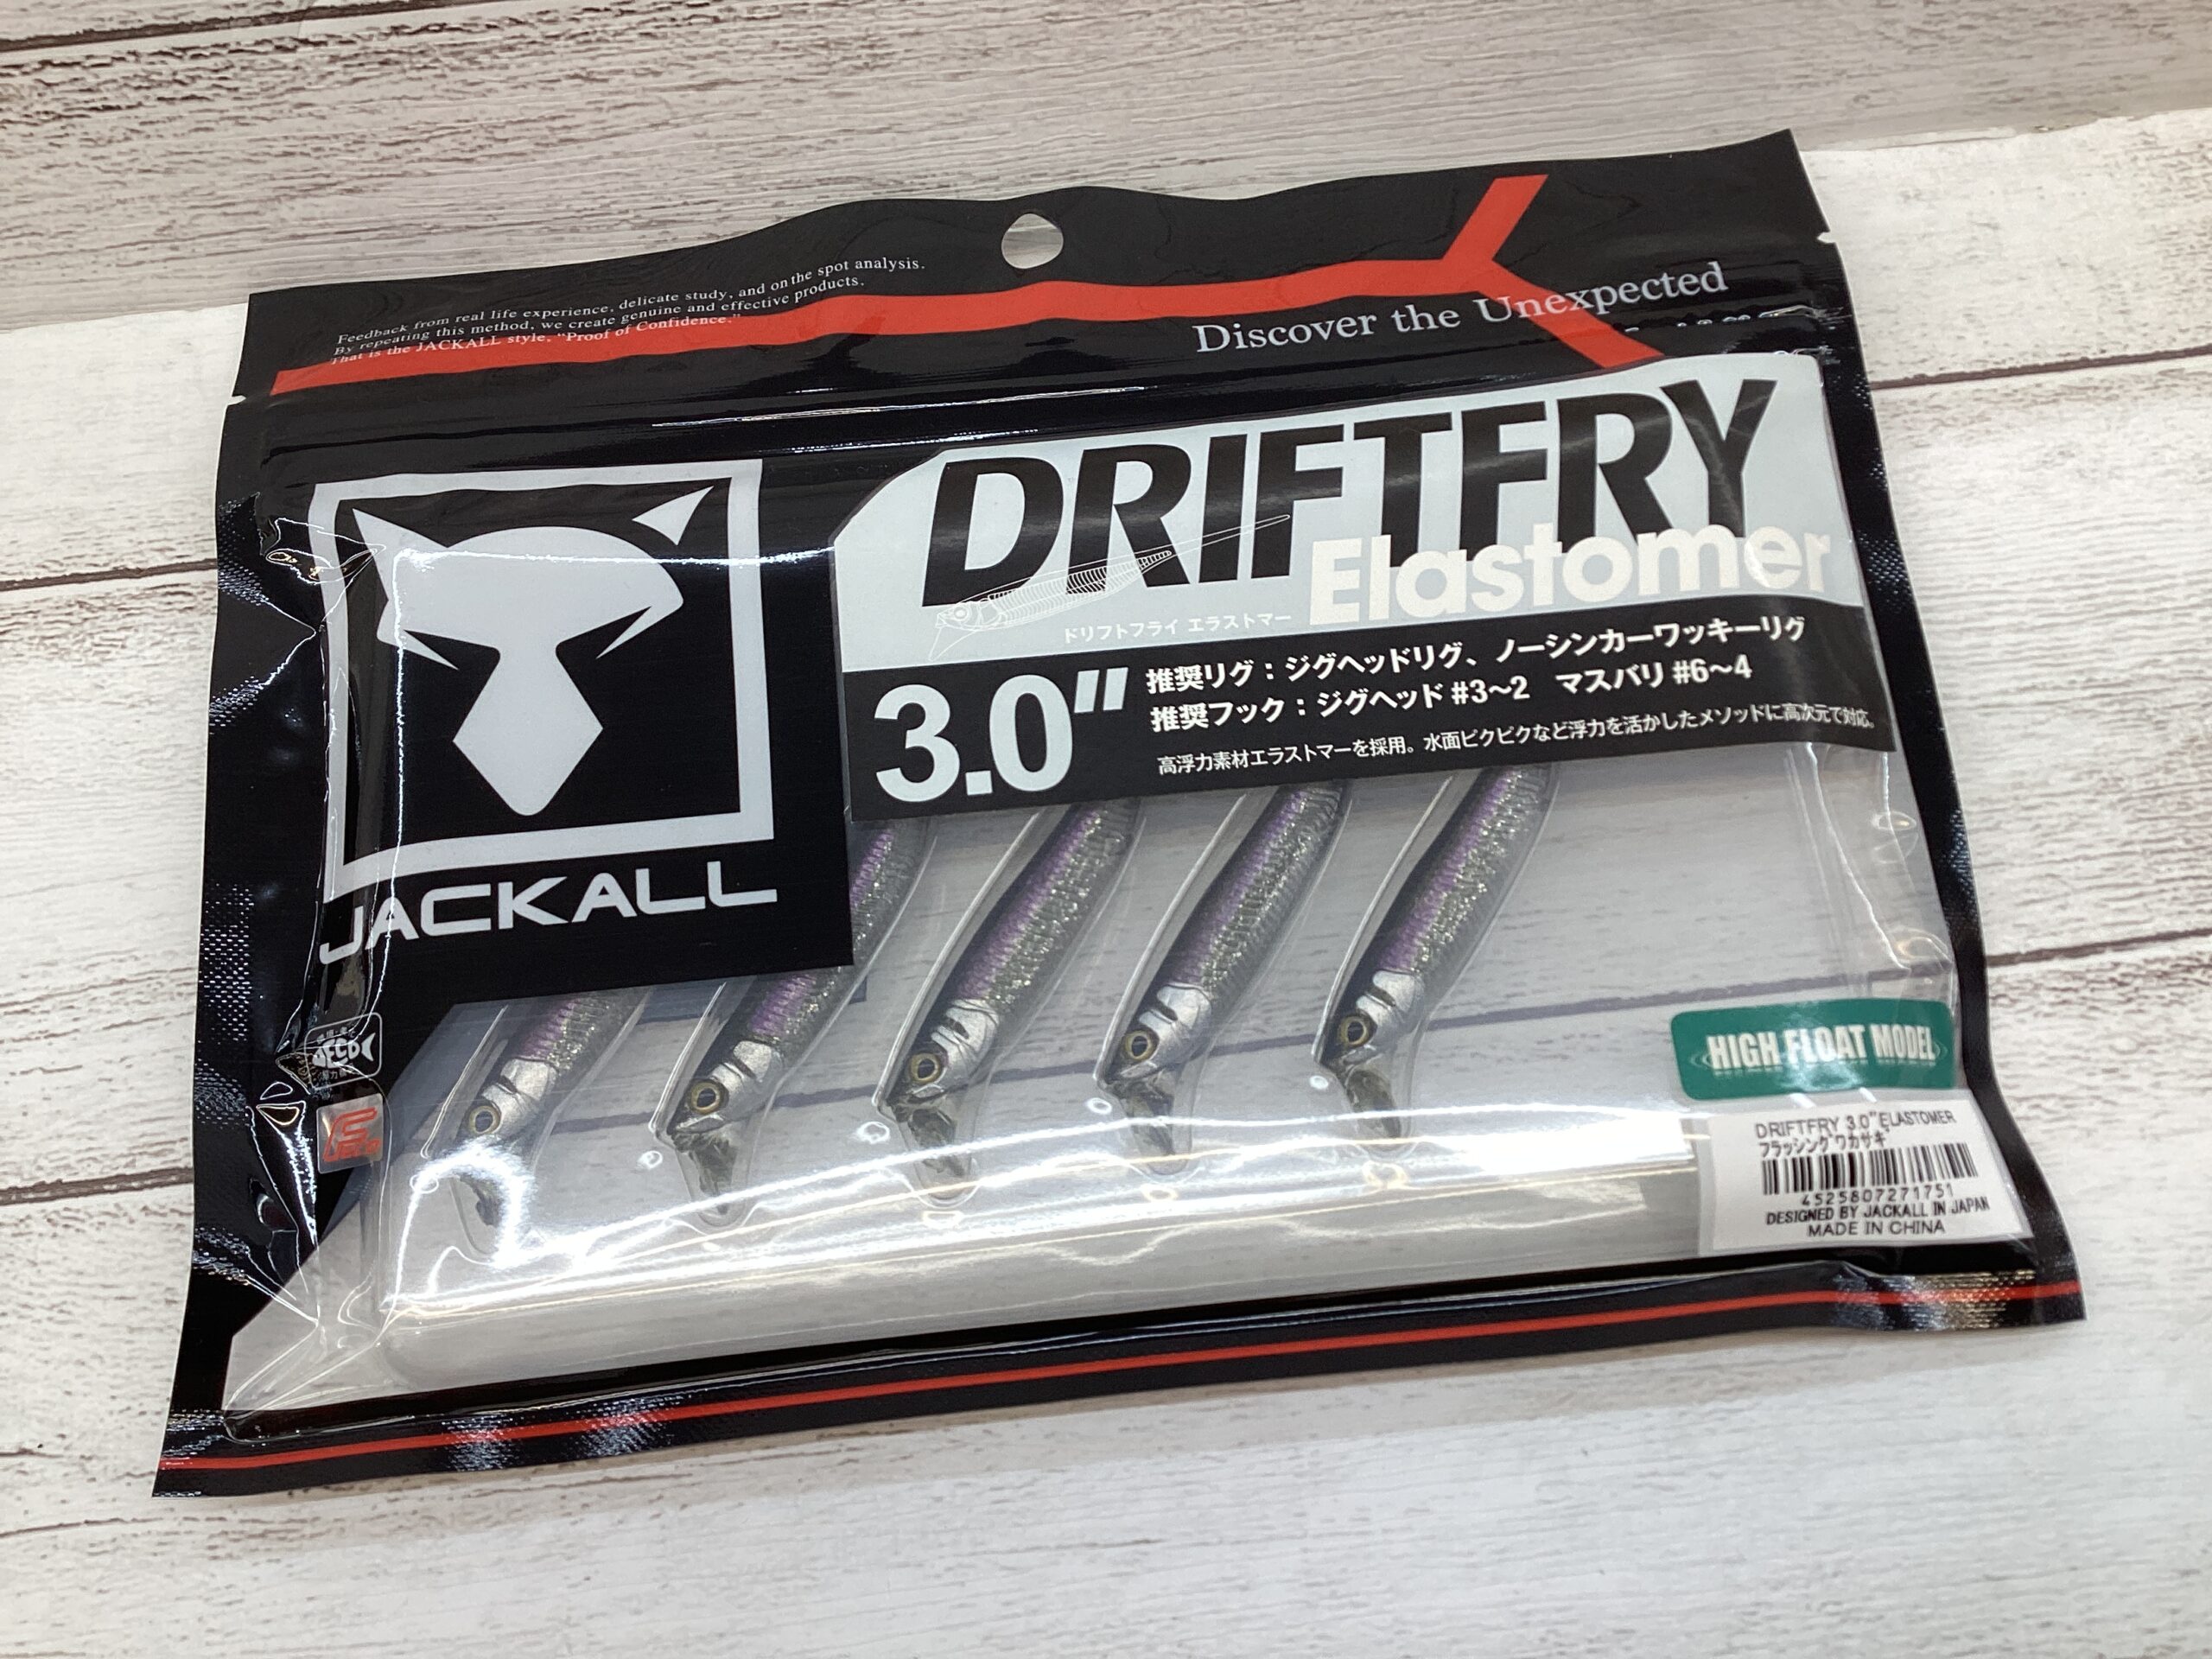 Feedback from real life experience, delicate study, and on the spot analysis.
By repeating this method, we create genuine and effective products.
That is the JACKALL style, "Proof of Confidence."
Discover the Unexpected
DRIFTFRY
Elastomer
ドリフトフライ エラストマー
3.0"
推奨リグ：ジグヘッドリグ、ノーシンカーワッキーリグ
推奨フック：ジグヘッド #3~2 マスバリ #6~4
高浮力素材エラストマーを採用。水面ピクピクなど浮力を活かしたメソッドに高次元で対応。
JACKALL
HIGH FLOAT MODEL
DRIFTFRY 3.0"ELASTOMER
フラッシングワカサギ
4525807271751
DESIGNED BY JACKALL IN JAPAN
MADE IN CHINA